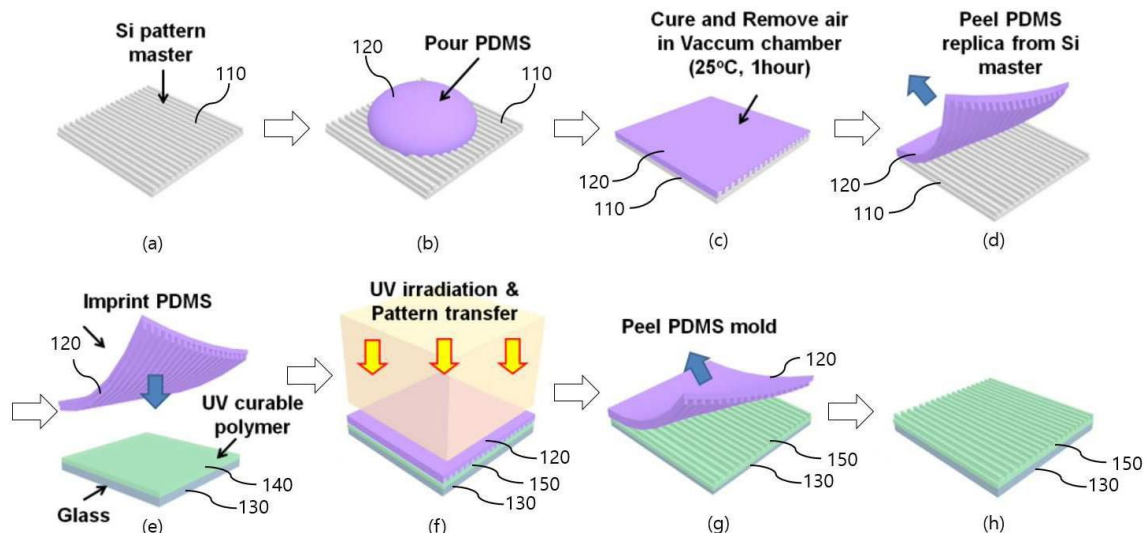 Si pattern
master
110
(a)
120
Pour PDMS
110
(b)
Cure and Remove air
in Vaccum chamber
(25°C, 1hour)
120
110
(c)
Peel PDMS
replica from Si
master
120
110
(d)
Imprint PDMS
120
UV curable
polymer
140
130
Glass
(e)
UV irradiation &
Pattern transfer
120
150
130
(f)
Peel PDMS mold
120
150
130
(g)
150
130
(h)